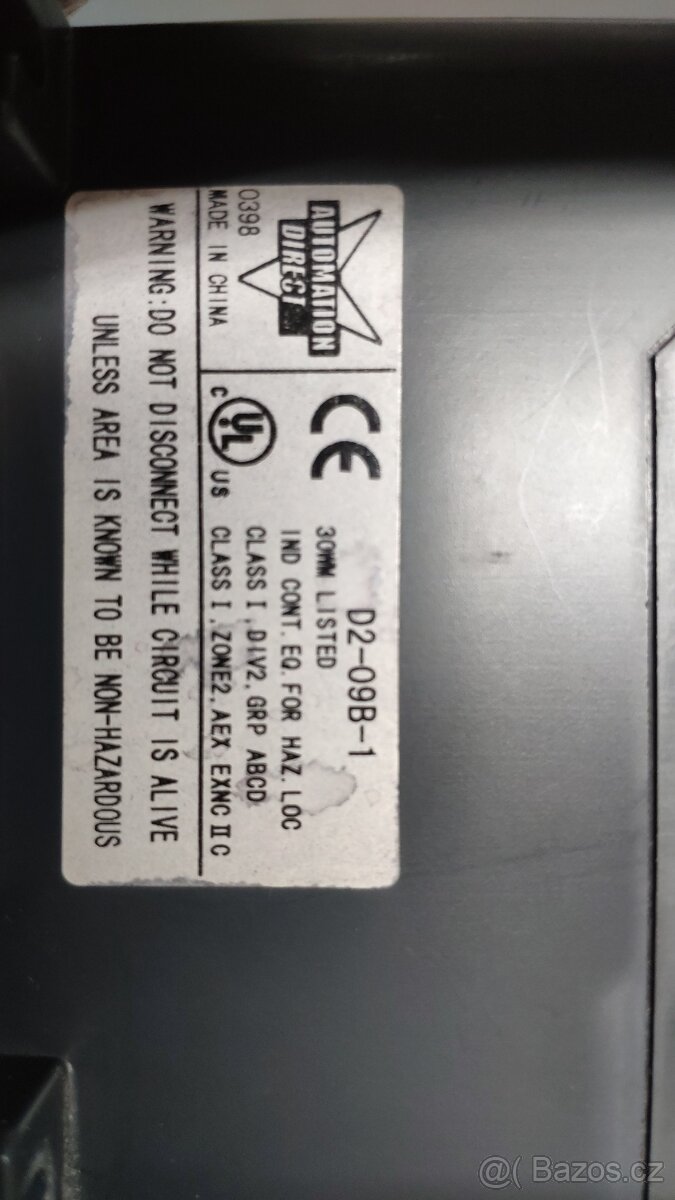 AUTOMATION
DIRECT
0398
MADE IN CHINA
CE
C UL US
D2-09B-1
30MM LISTED
IND CONT. EQ. FOR HAZ. LOC
CLASS I, DIV2, GRP ABCD
CLASS I, ZONE2, AEX EXNC II C
WARNING:DO NOT DISCONNECT WHILE CIRCUIT IS ALIVE
UNLESS AREA IS KNOWN TO BE NON-HAZARDOUS
@( Bazos.cz